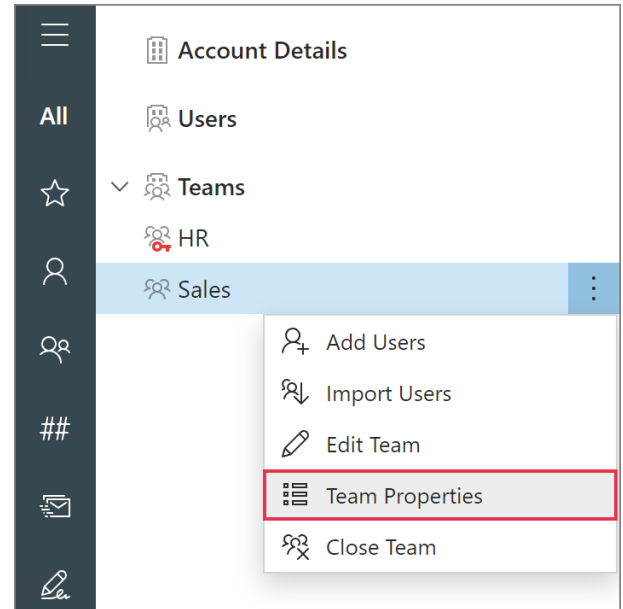 Account Details
All
Users
Teams
HR
Sales
Add Users
Import Users
##
Edit Team
Team Properties
Close Team